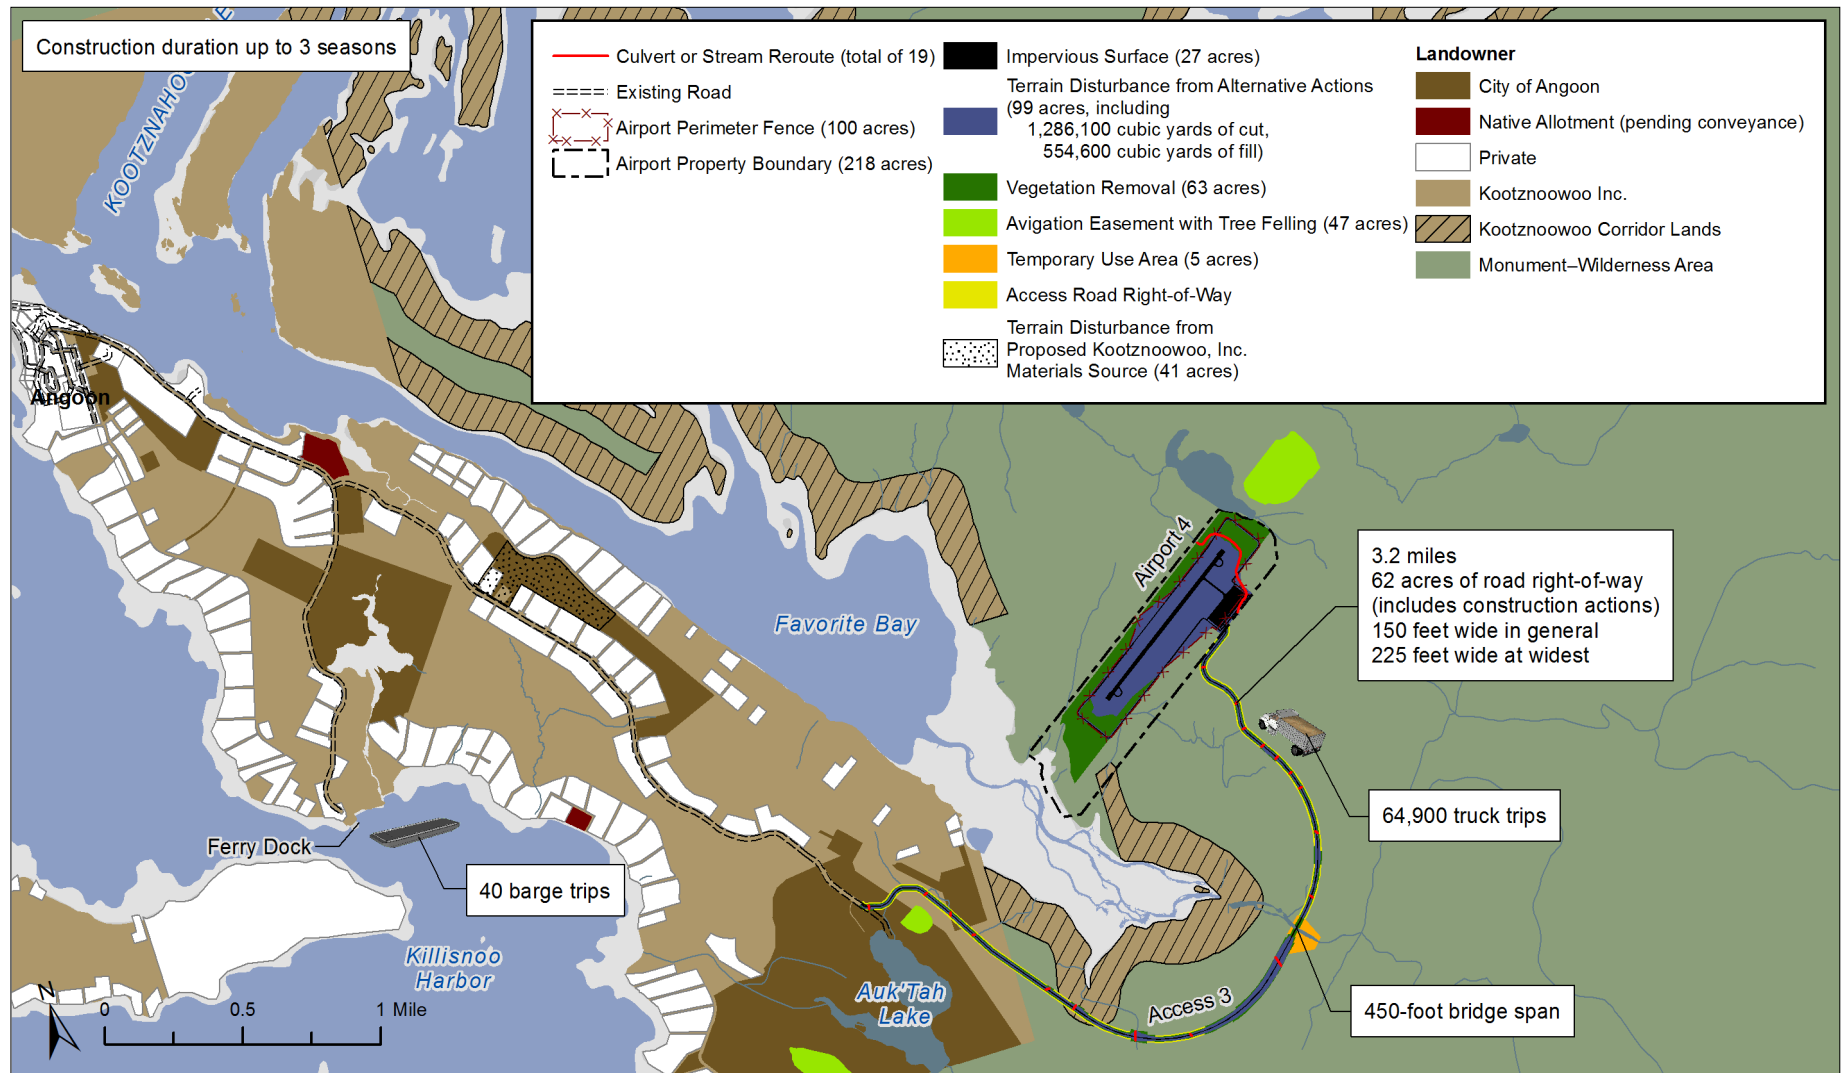 Construction duration up to 3 seasons
Culvert or Stream Reroute (total of 19)
Existing Road
Airport Perimeter Fence (100 acres)
Airport Property Boundary (218 acres)
Impervious Surface (27 acres)
Terrain Disturbance from Alternative Actions
(99 acres, including
1,286,100 cubic yards of cut,
554,600 cubic yards of fill)
Vegetation Removal (63 acres)
Avigation Easement with Tree Felling (47 acres)
Temporary Use Area (5 acres)
Access Road Right-of-Way
Terrain Disturbance from
Proposed Kootznoowoo, Inc.
Materials Source (41 acres)
Landowner
City of Angoon
Native Allotment (pending conveyance)
Private
Kootznoowoo Inc.
Kootznoowoo Corridor Lands
Monument–Wilderness Area
Angoon
Airport 4
Favorite Bay
3.2 miles
62 acres of road right-of-way
(includes construction actions)
150 feet wide in general
225 feet wide at widest
64,900 truck trips
Ferry Dock
40 barge trips
Killisnoo
Harbor
Auk'Tah
Lake
Access 3
450-foot bridge span
N
0 0.5 1 Mile